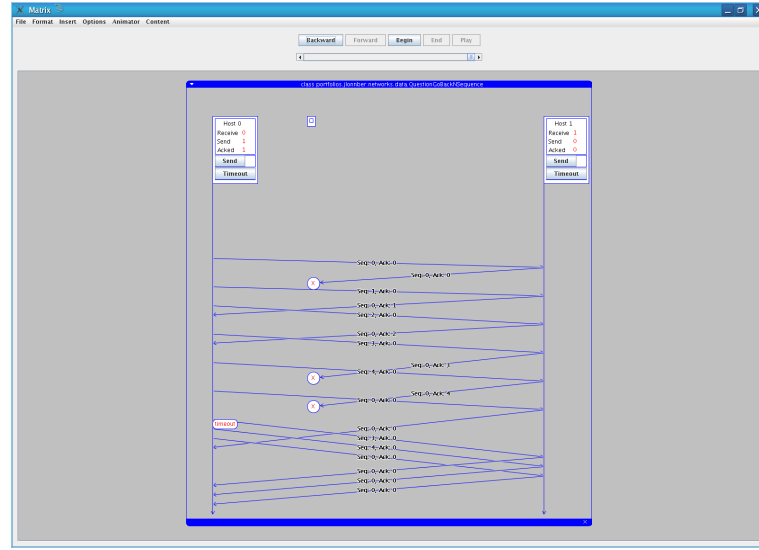 Matrix
File Format Insert Options Animator Content
Backward Forward Begin End Play
class portfolios.jlonnber.networks.data.QuestionGoBackNSequence
Host 0 Host 1
Receive 0 Receive 1
Send 1 Send 0
Acked 1 Acked 0
Send Send
Timeout Timeout
Seq: 0, Ack: 0
Seq: 0, Ack: 0
X
Seq: 1, Ack: 0
Seq: 0, Ack: 1
Seq: 2, Ack: 0
Seq: 0, Ack: 2
Seq: 3, Ack: 0
Seq: 0, Ack: 3
Seq: 4, Ack: 0
X
Seq: 0, Ack: 4
Seq: 0, Ack: 0
X
timeout
Seq: 0, Ack: 0
Seq: 3, Ack: 0
Seq: 4, Ack: 0
Seq: 0, Ack: 0
Seq: 0, Ack: 0
Seq: 0, Ack: 0
Seq: 0, Ack: 0